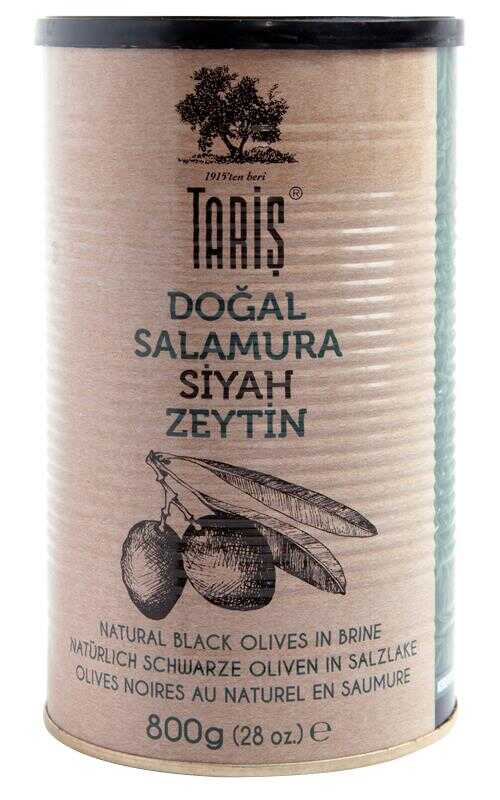 1915'ten beri
TARİŞ®
DOĞAL
SALAMURA
SİYAH
ZEYTİN
NATURAL BLACK OLIVES IN BRINE
NATÜRLICH SCHWARZE OLIVEN IN SALZLAKE
OLIVES NOIRES AU NATUREL EN SAUMURE
800g (28 oz.) ℮